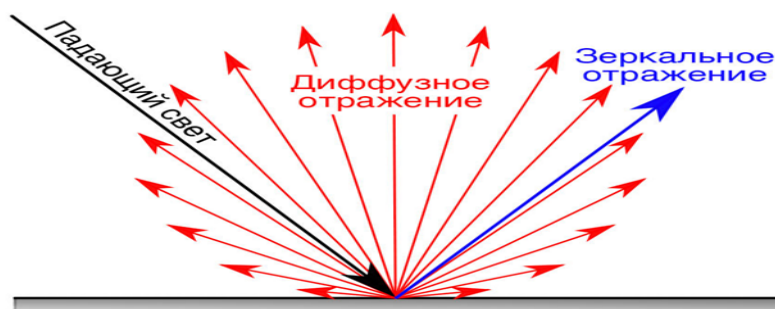 Падающий свет
Диффузное
отражение
Зеркальное
отражение